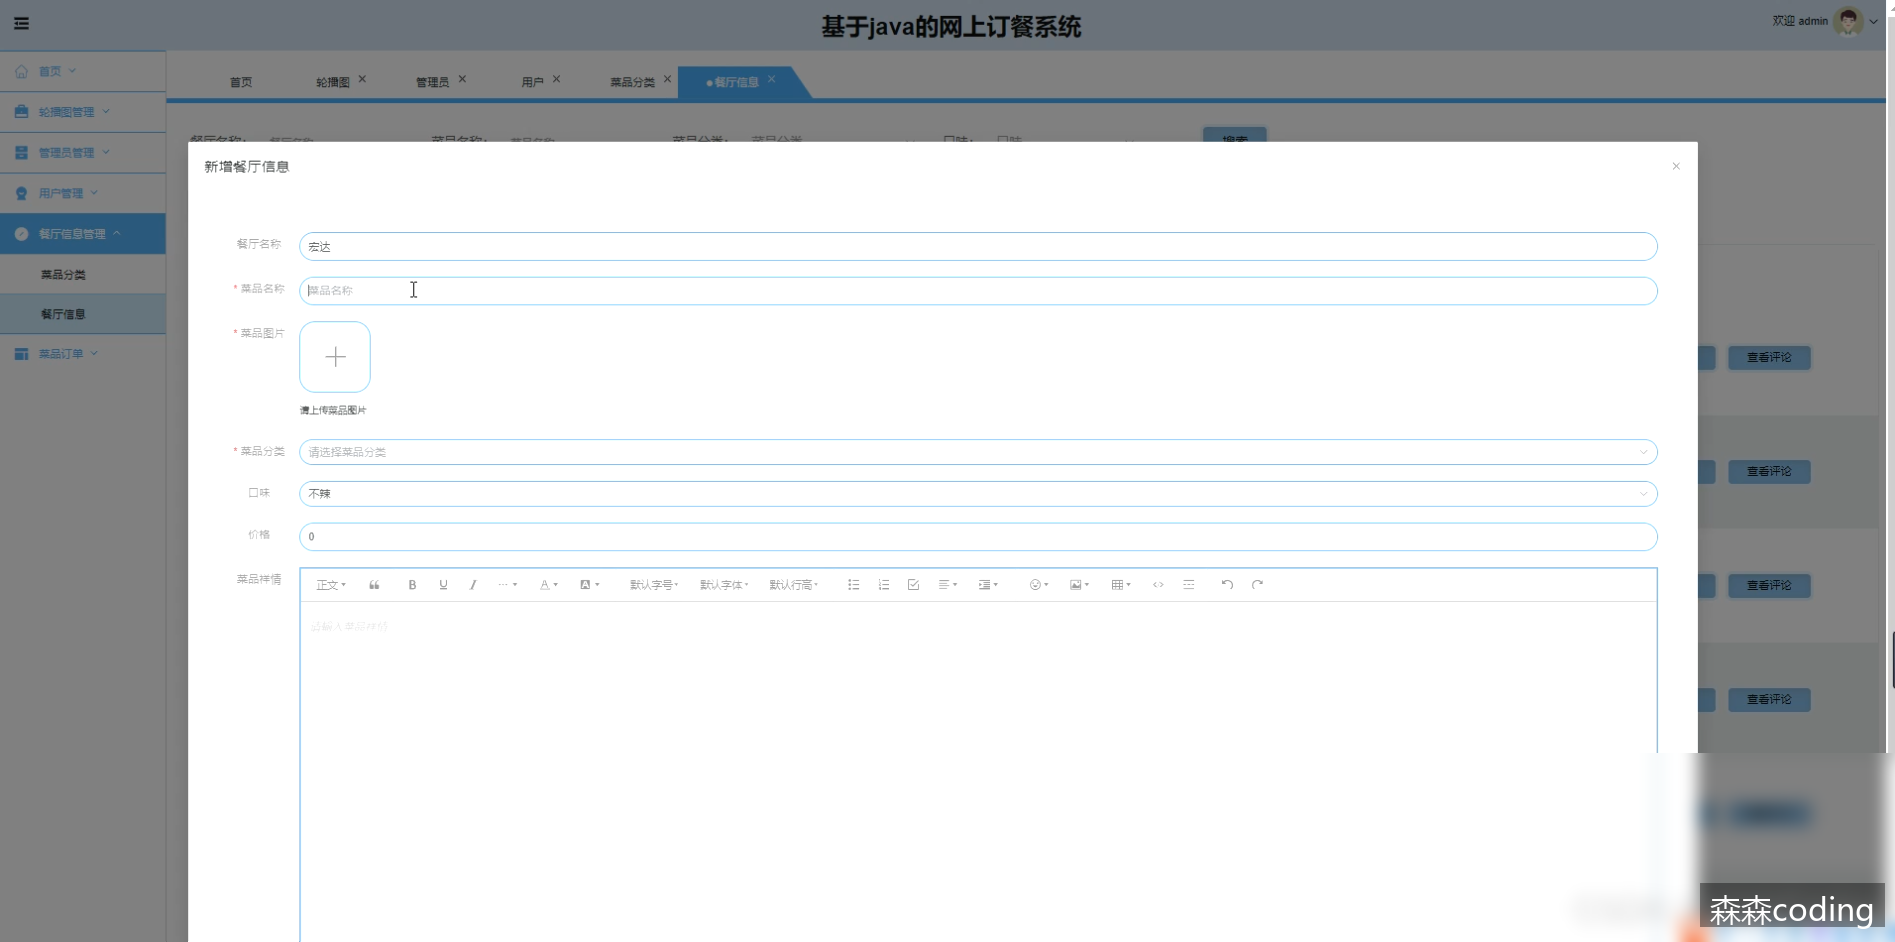 基于java的网上订餐系统
欢迎 admin
首页
轮播图管理
管理员管理
用户管理
餐厅信息管理
菜品分类
餐厅信息
菜品订单
首页 轮播图 管理员 用户 菜品分类 餐厅信息
餐厅名称: 餐厅名称 菜品名称: 菜品名称 菜品分类: 菜品分类 口味: 口味 搜索
新增餐厅信息
餐厅名称 宏达
* 菜品名称 菜品名称
* 菜品图片
请上传菜品图片
* 菜品分类 请选择菜品分类
口味 不辣
价格 0
菜品详情
正文 B U I A A 默认字号 默认字体 默认行高
请输入菜品详情
查看评论
查看评论
查看评论
查看评论
森森coding